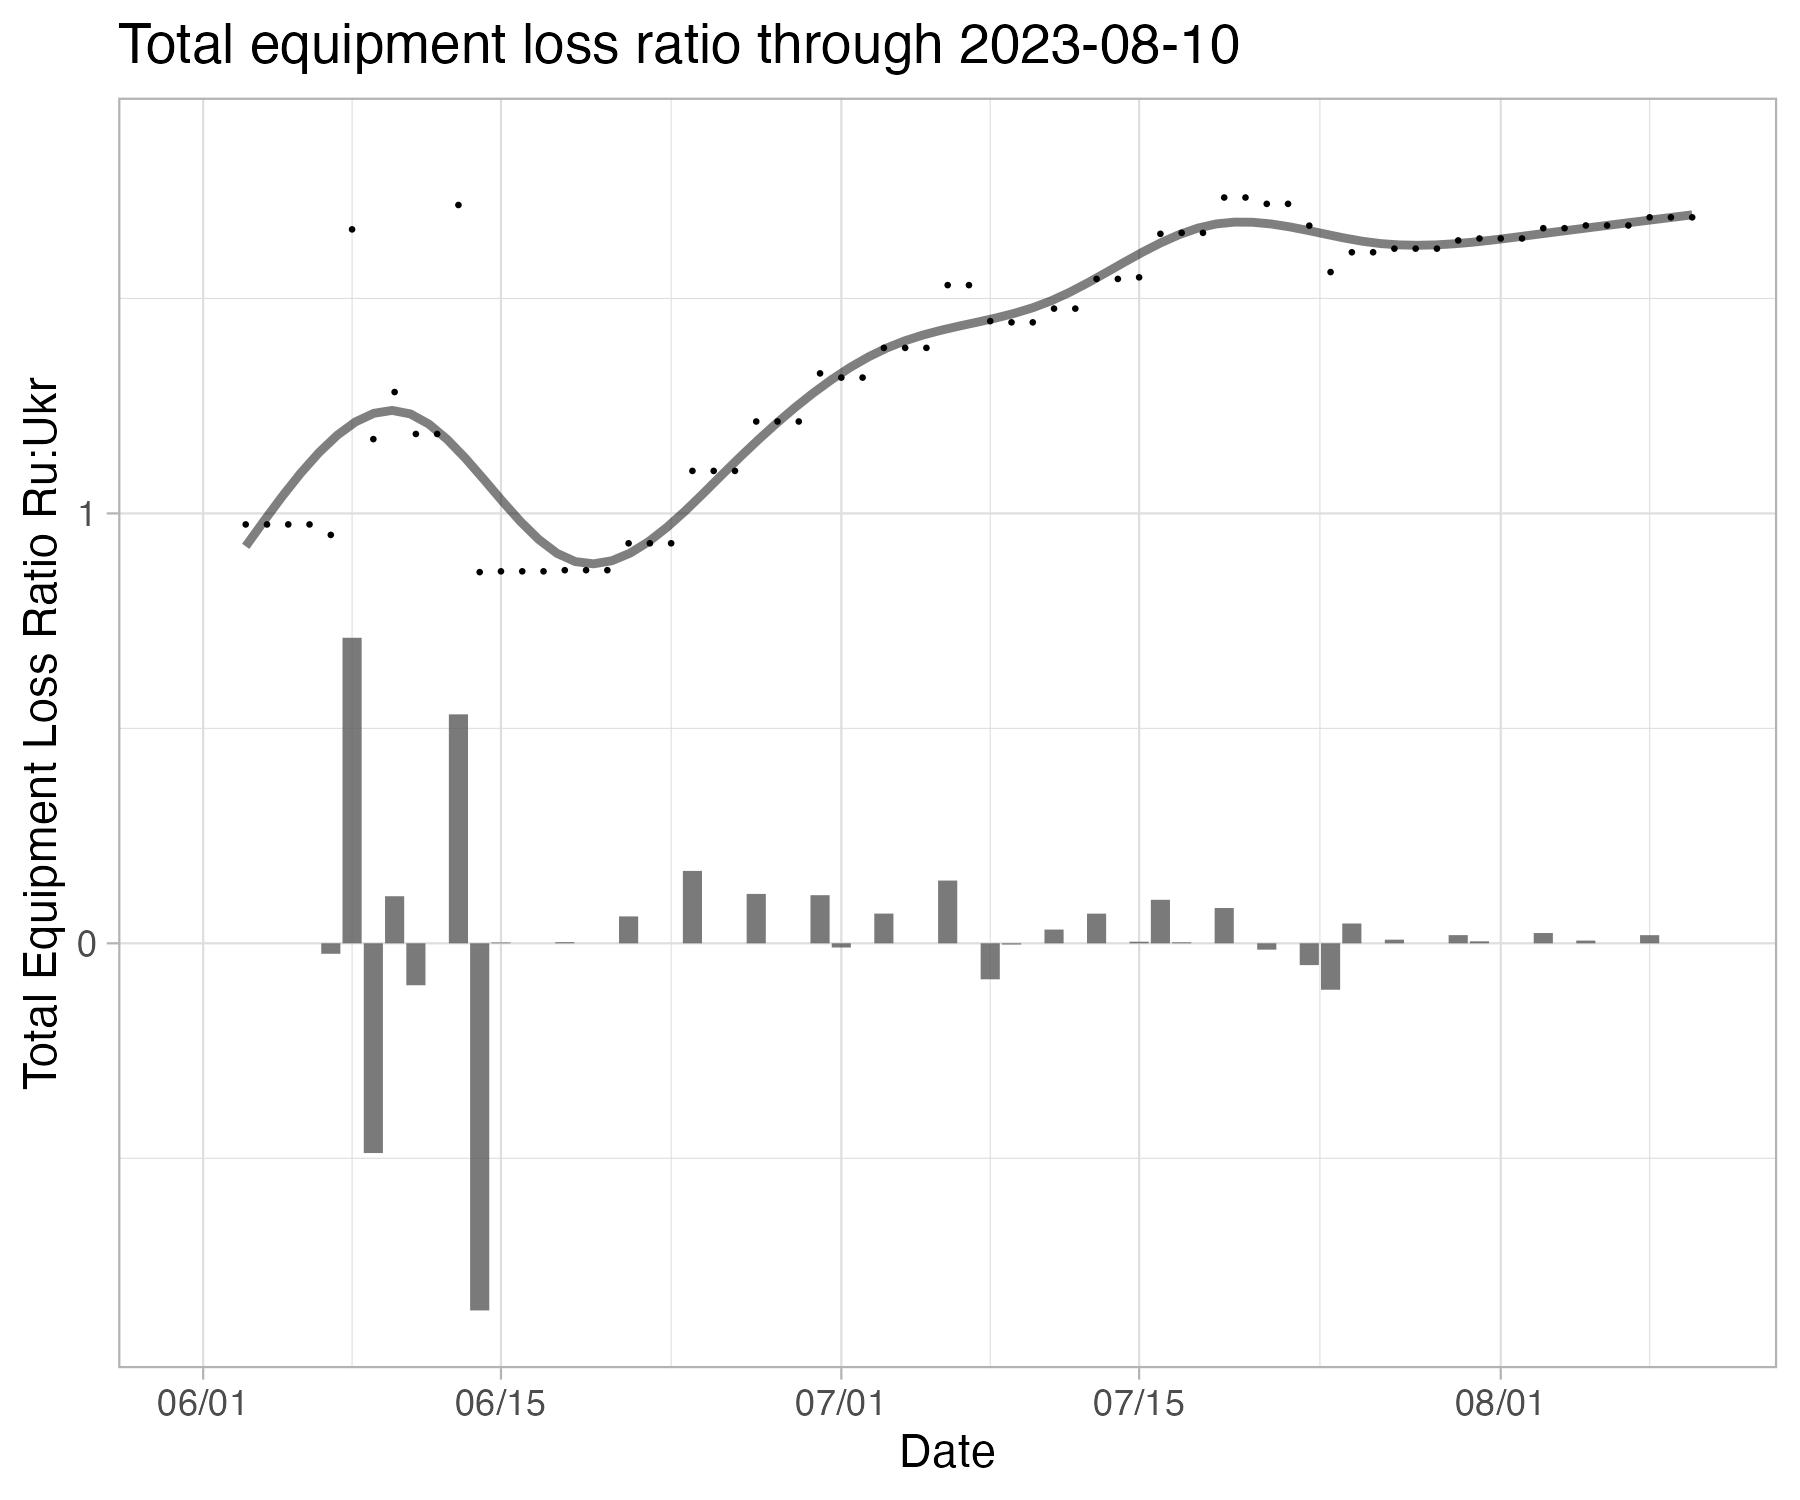 Total equipment loss ratio through 2023-08-10
Total Equipment Loss Ratio Ru:Ukr
1
0
06/01
06/15
07/01
07/15
08/01
Date